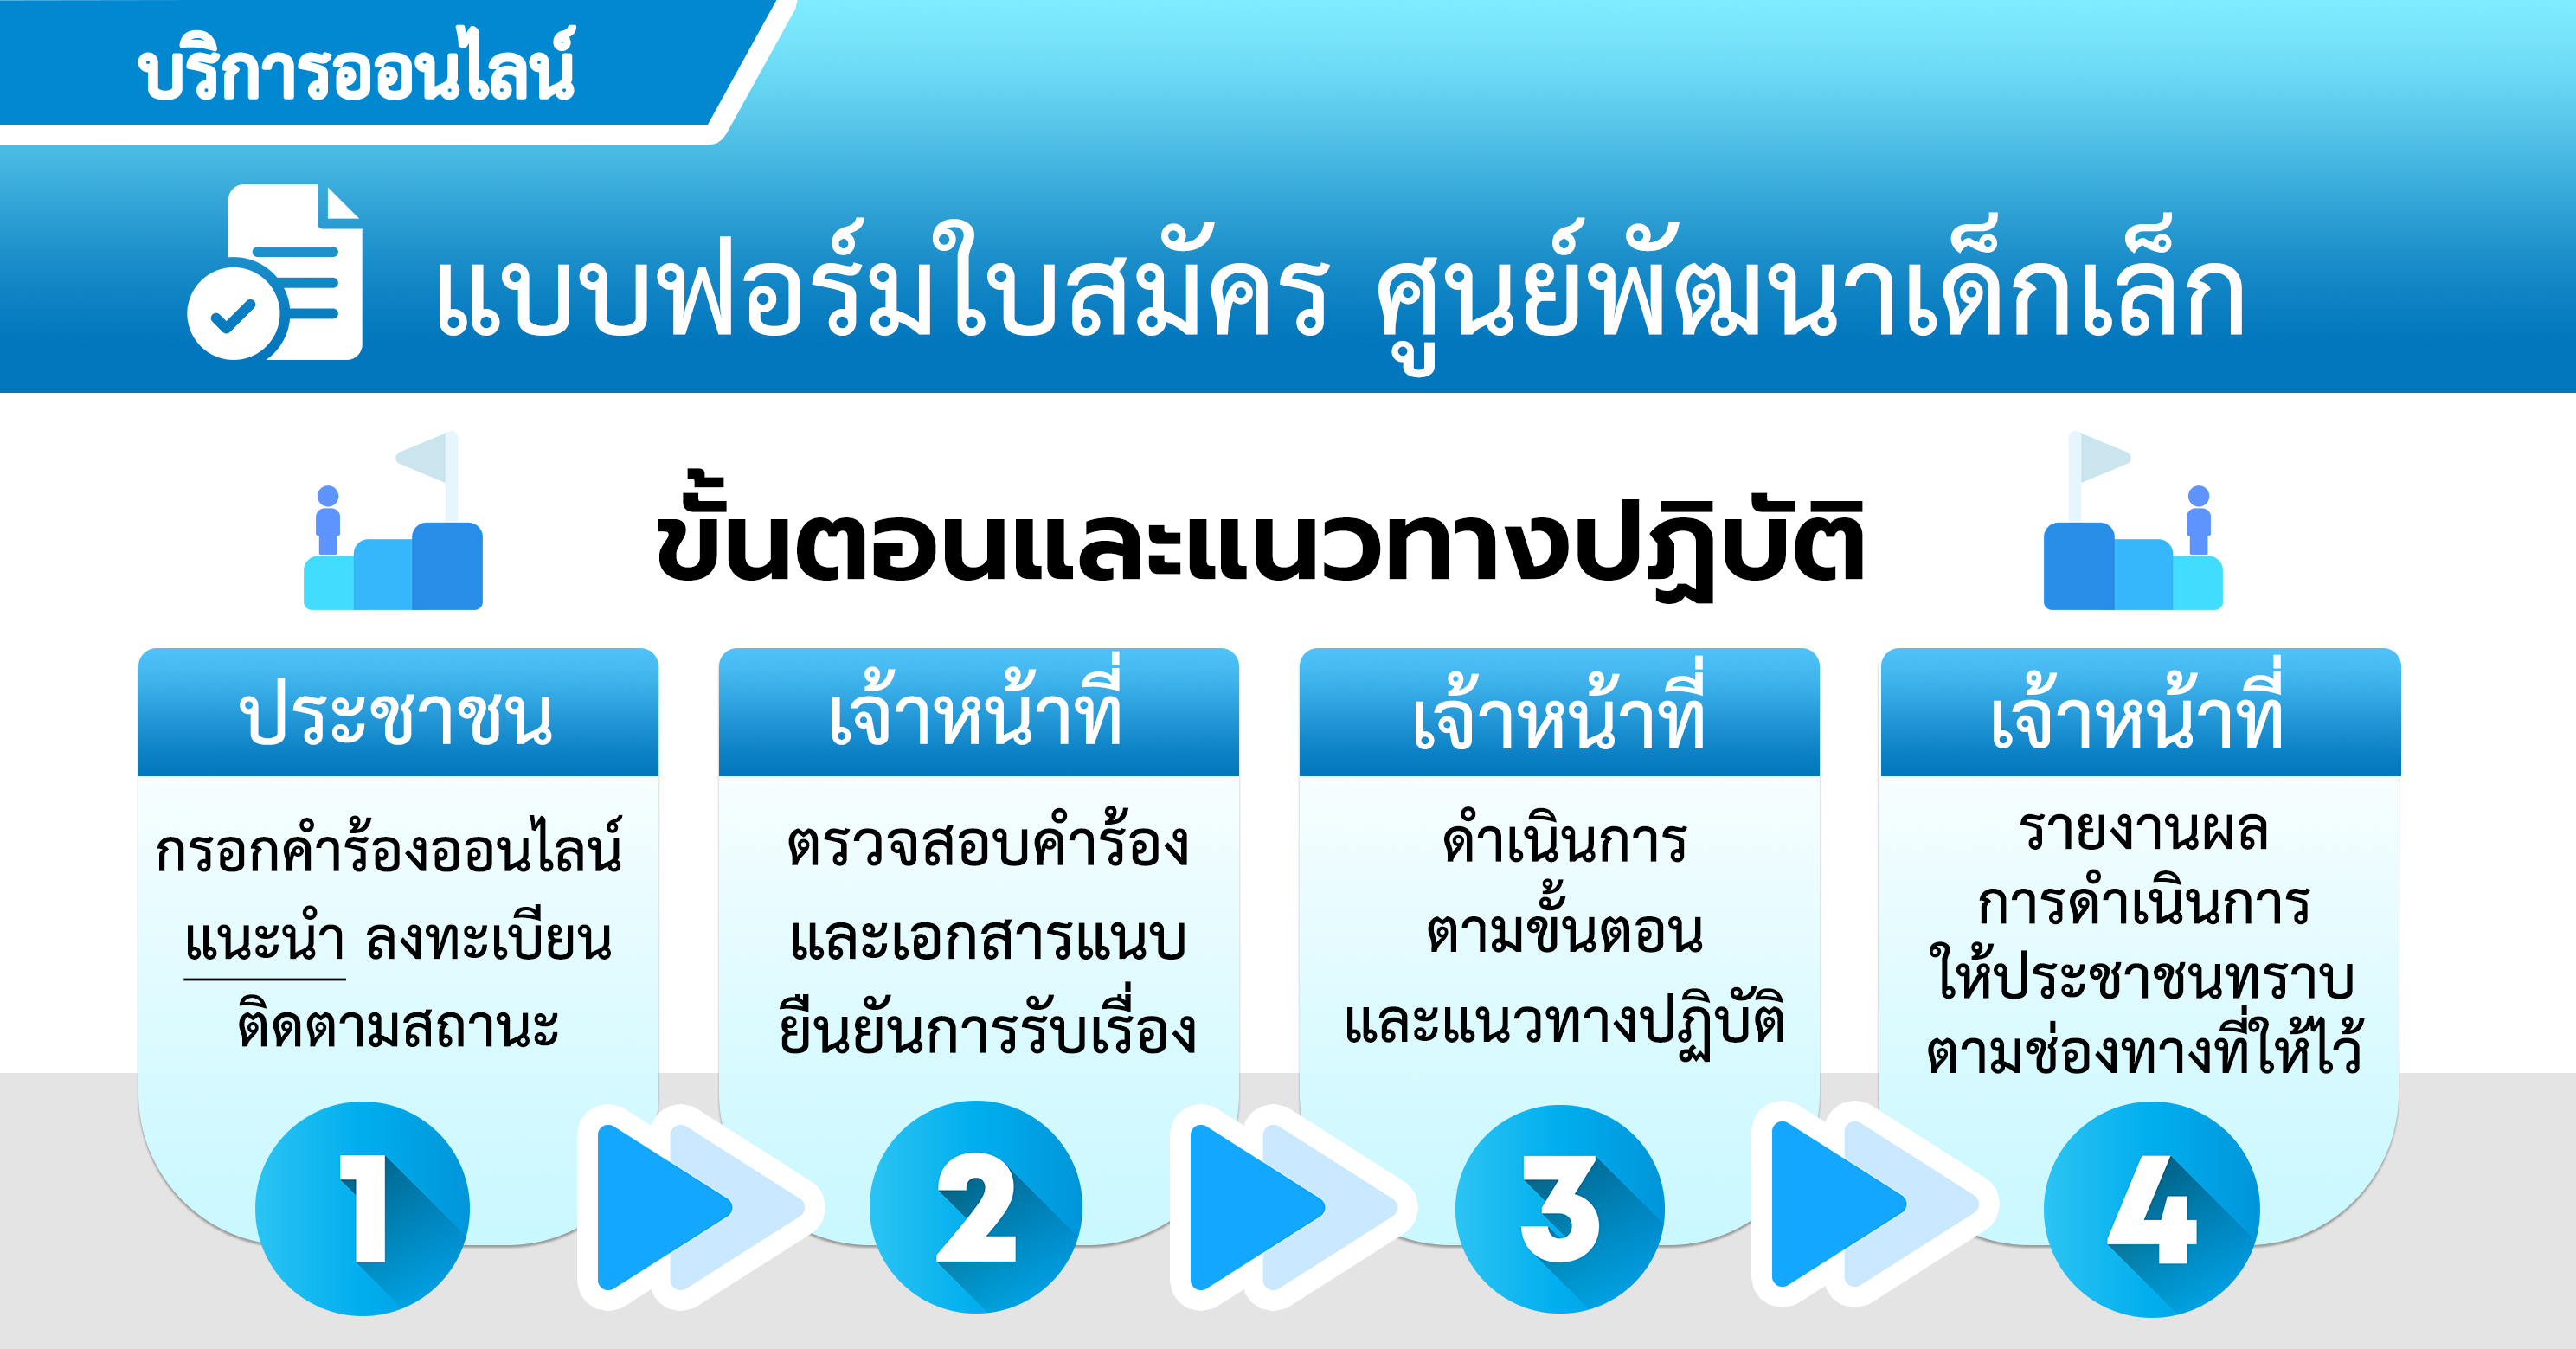 บริการออนไลน์
แบบฟอร์มใบสมัคร ศูนย์พัฒนาเด็กเล็ก
ขั้นตอนและแนวทางปฏิบัติ
ประชาชน
กรอกคำร้องออนไลน์
แนะนำ ลงทะเบียน
ติดตามสถานะ
1
เจ้าหน้าที่
ตรวจสอบคำร้อง
และเอกสารแนบ
ยืนยันการรับเรื่อง
2
เจ้าหน้าที่
ดำเนินการ
ตามขั้นตอน
และแนวทางปฏิบัติ
3
เจ้าหน้าที่
รายงานผล
การดำเนินการ
ให้ประชาชนทราบ
ตามช่องทางที่ให้ไว้
4